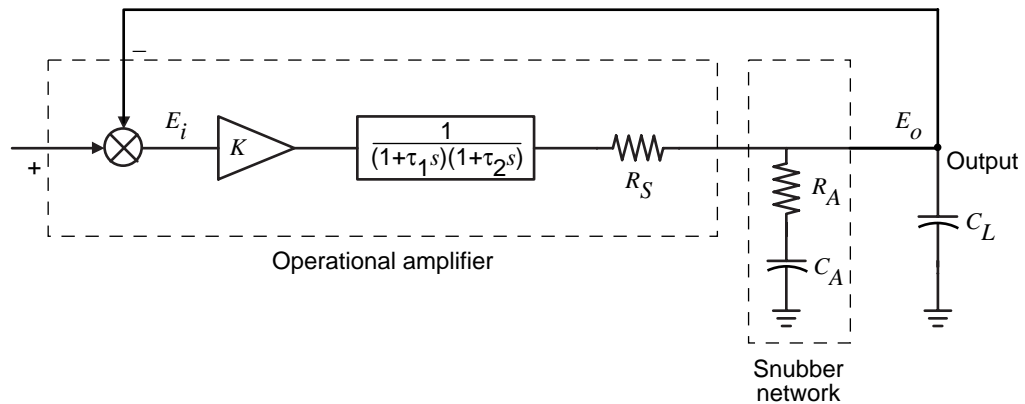 −
E_i
E_o
+
K
1
(1+τ_1s)(1+τ_2s)
R_S
Output
R_A
C_L
C_A
Operational amplifier
Snubber
network